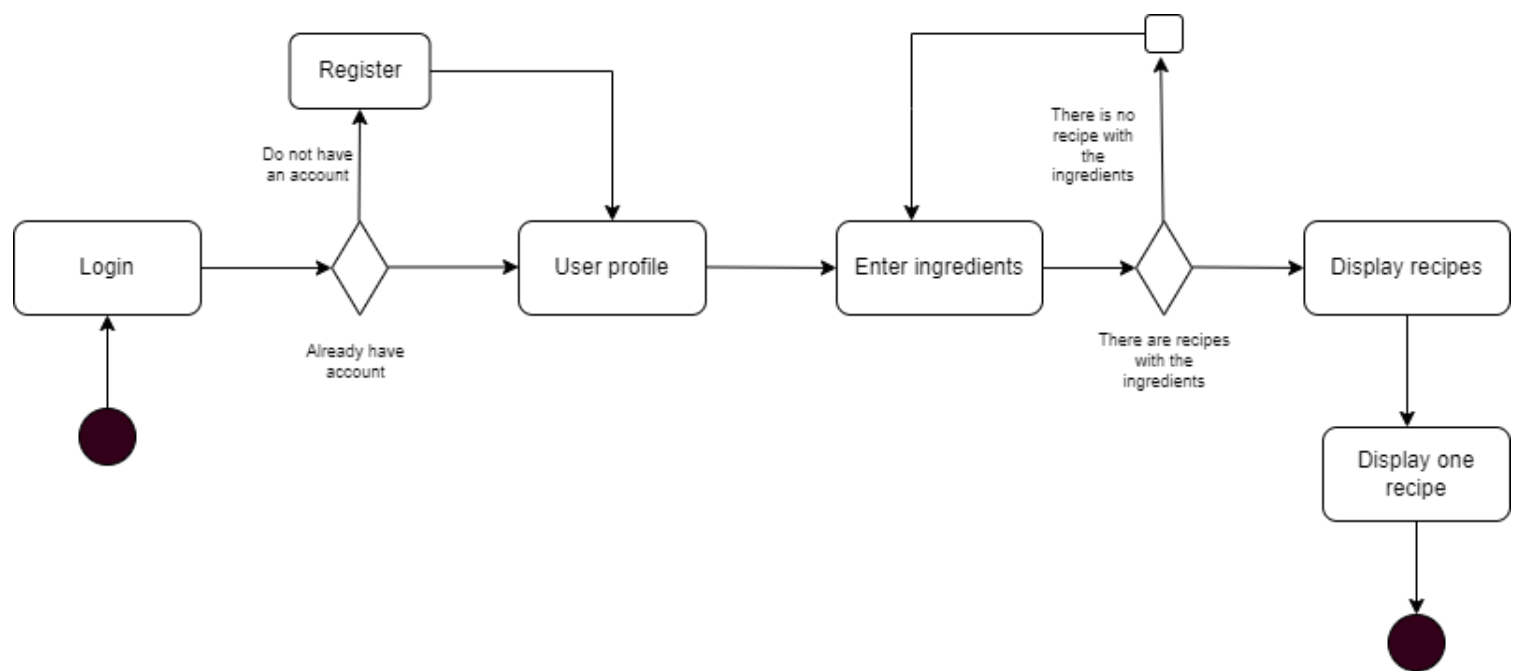 Register
Do not have
an account
There is no
recipe with
the
ingredients
Login
User profile
Enter ingredients
Display recipes
Already have
account
There are recipes
with the
ingredients
Display one
recipe